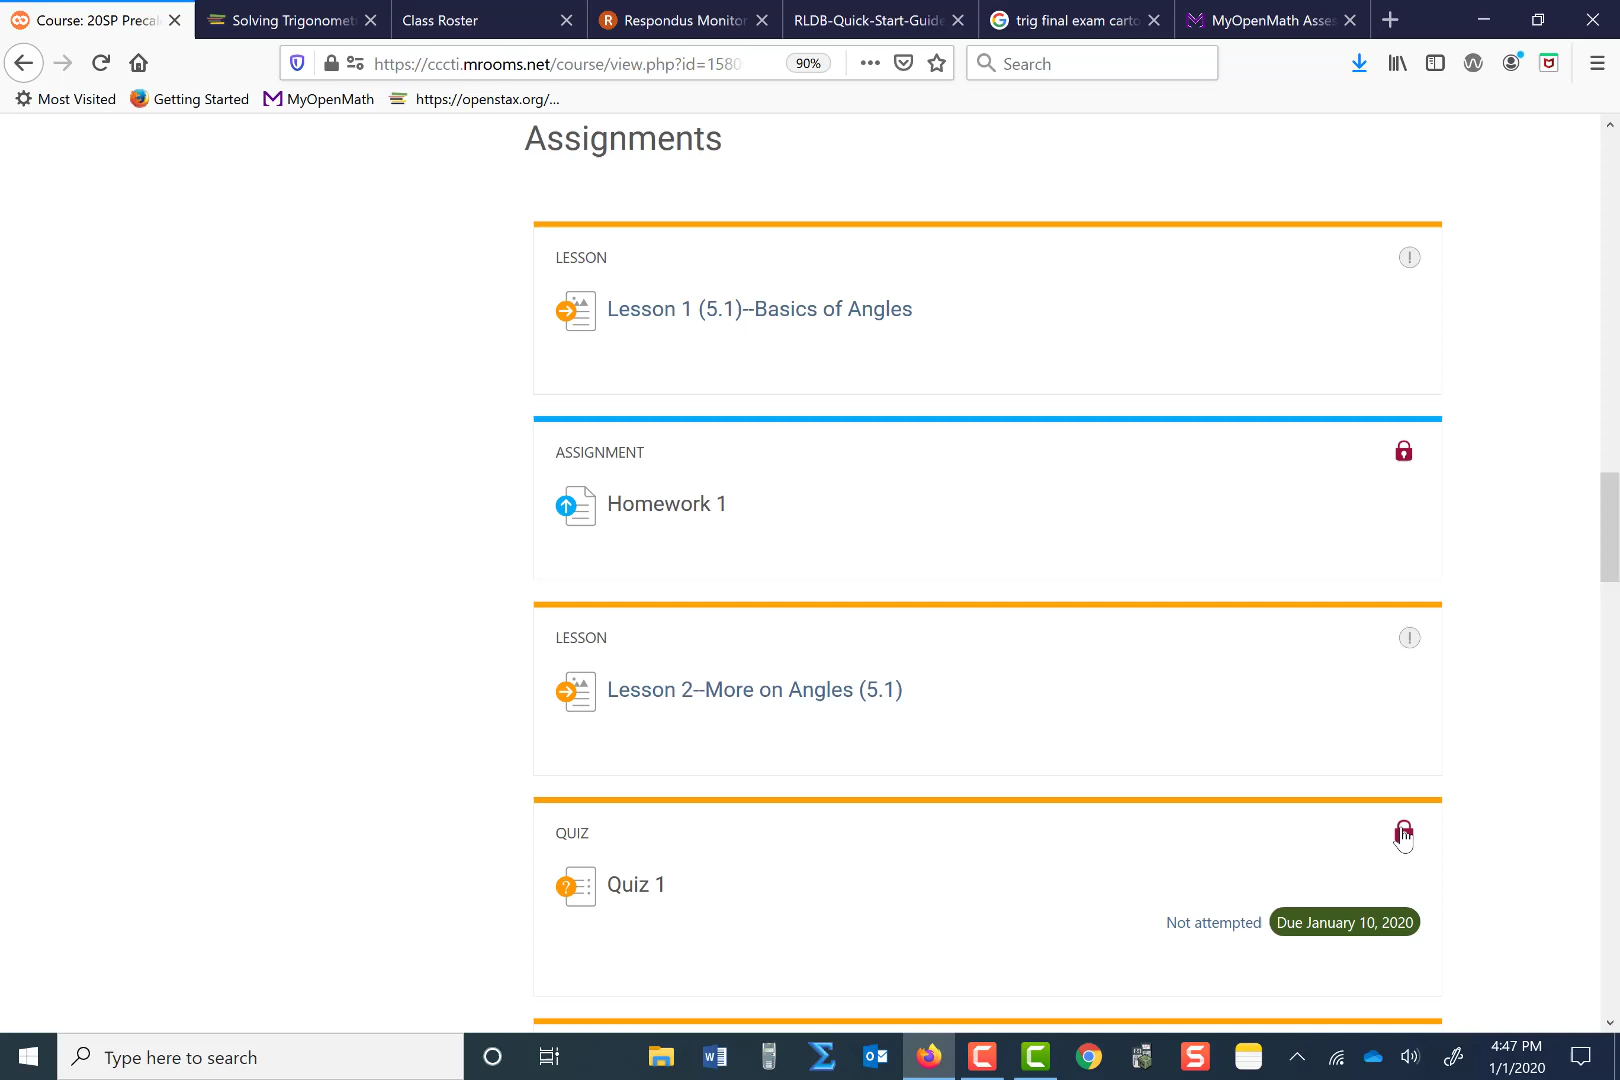 Course: 20SP Preca
Solving Trigonomet
Class Roster
Respondus Monitor
RLDB-Quick-Start-Guide
trig final exam carto
MyOpenMath Asses
https://cccti.mrooms.net/course/view.php?id=1580
90%
Search
Most Visited
Getting Started
MyOpenMath
https://openstax.org/...
Assignments
LESSON
Lesson 1 (5.1)--Basics of Angles
ASSIGNMENT
Homework 1
LESSON
Lesson 2--More on Angles (5.1)
QUIZ
Quiz 1
Not attempted
Due January 10, 2020
Type here to search
4:47 PM
1/1/2020